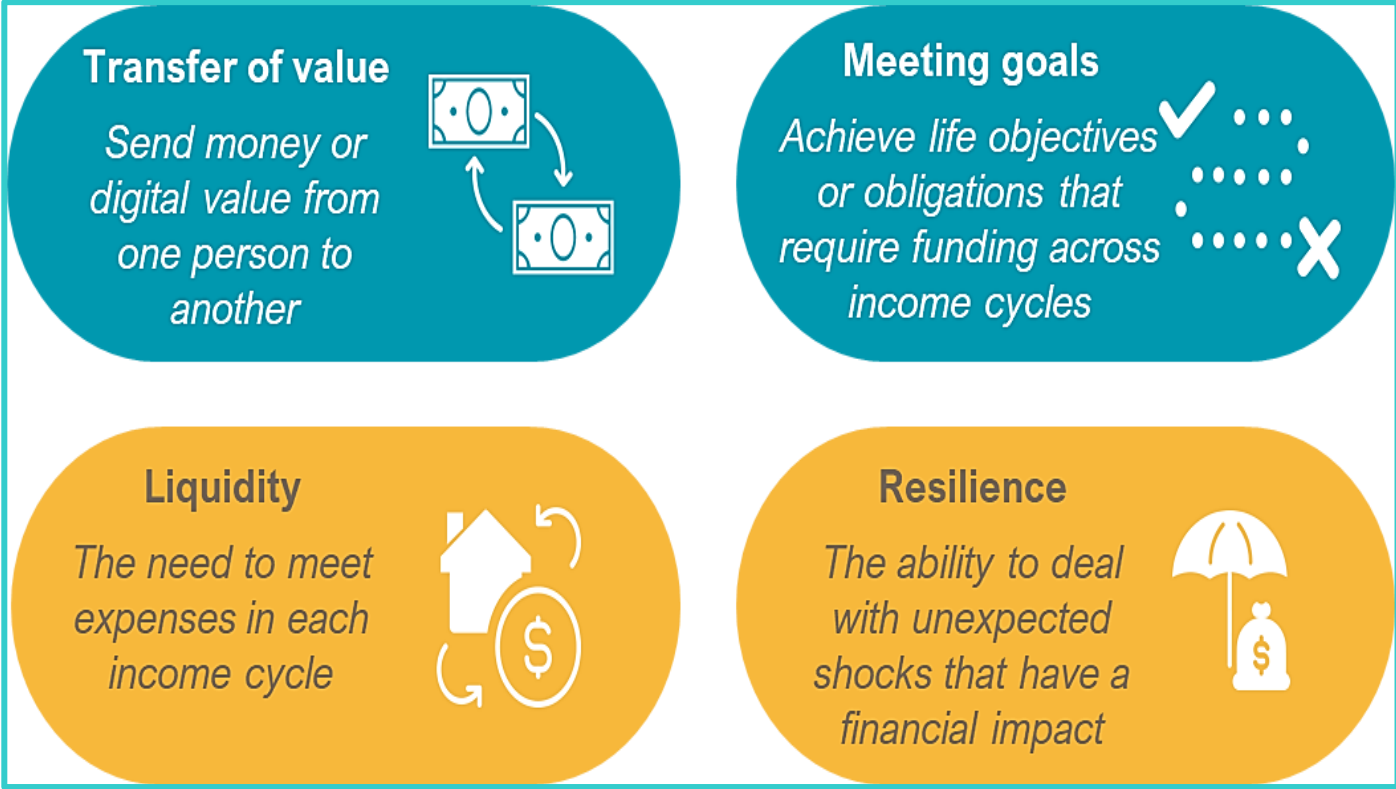 Transfer of value
Send money or
digital value from
one person to
another
Meeting goals
Achieve life objectives
or obligations that
require funding across
income cycles
Liquidity
The need to meet
expenses in each
income cycle
$
Resilience
The ability to deal
with unexpected
shocks that have a
financial impact
$